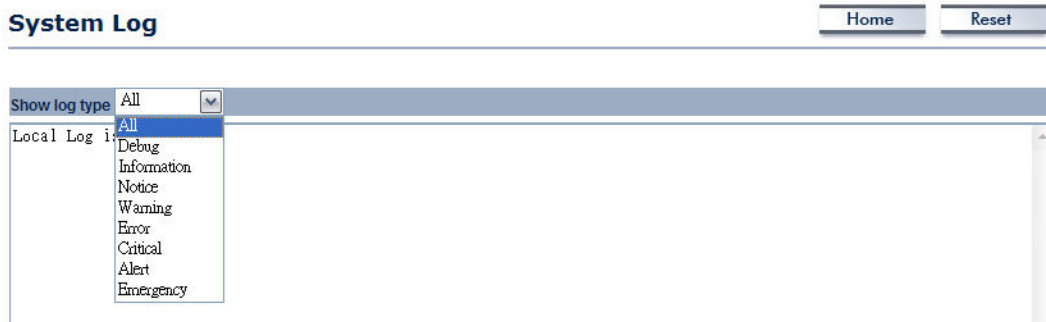 System Log
Home
Reset
Show log type All
Local Log
All
Debug
Information
Notice
Warning
Error
Critical
Alert
Emergency